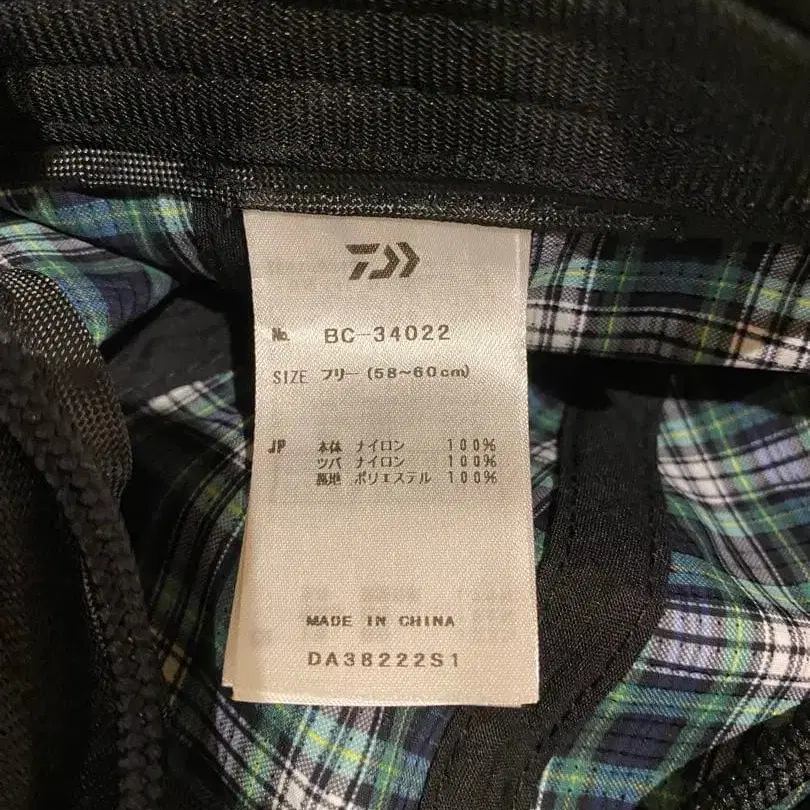 No. BC-34022
SIZE フリー(58~60cm)
JP 本体 ナイロン 100%
ツバ ナイロン 100%
裏地 ポリエステル 100%
MADE IN CHINA
DA38222S1